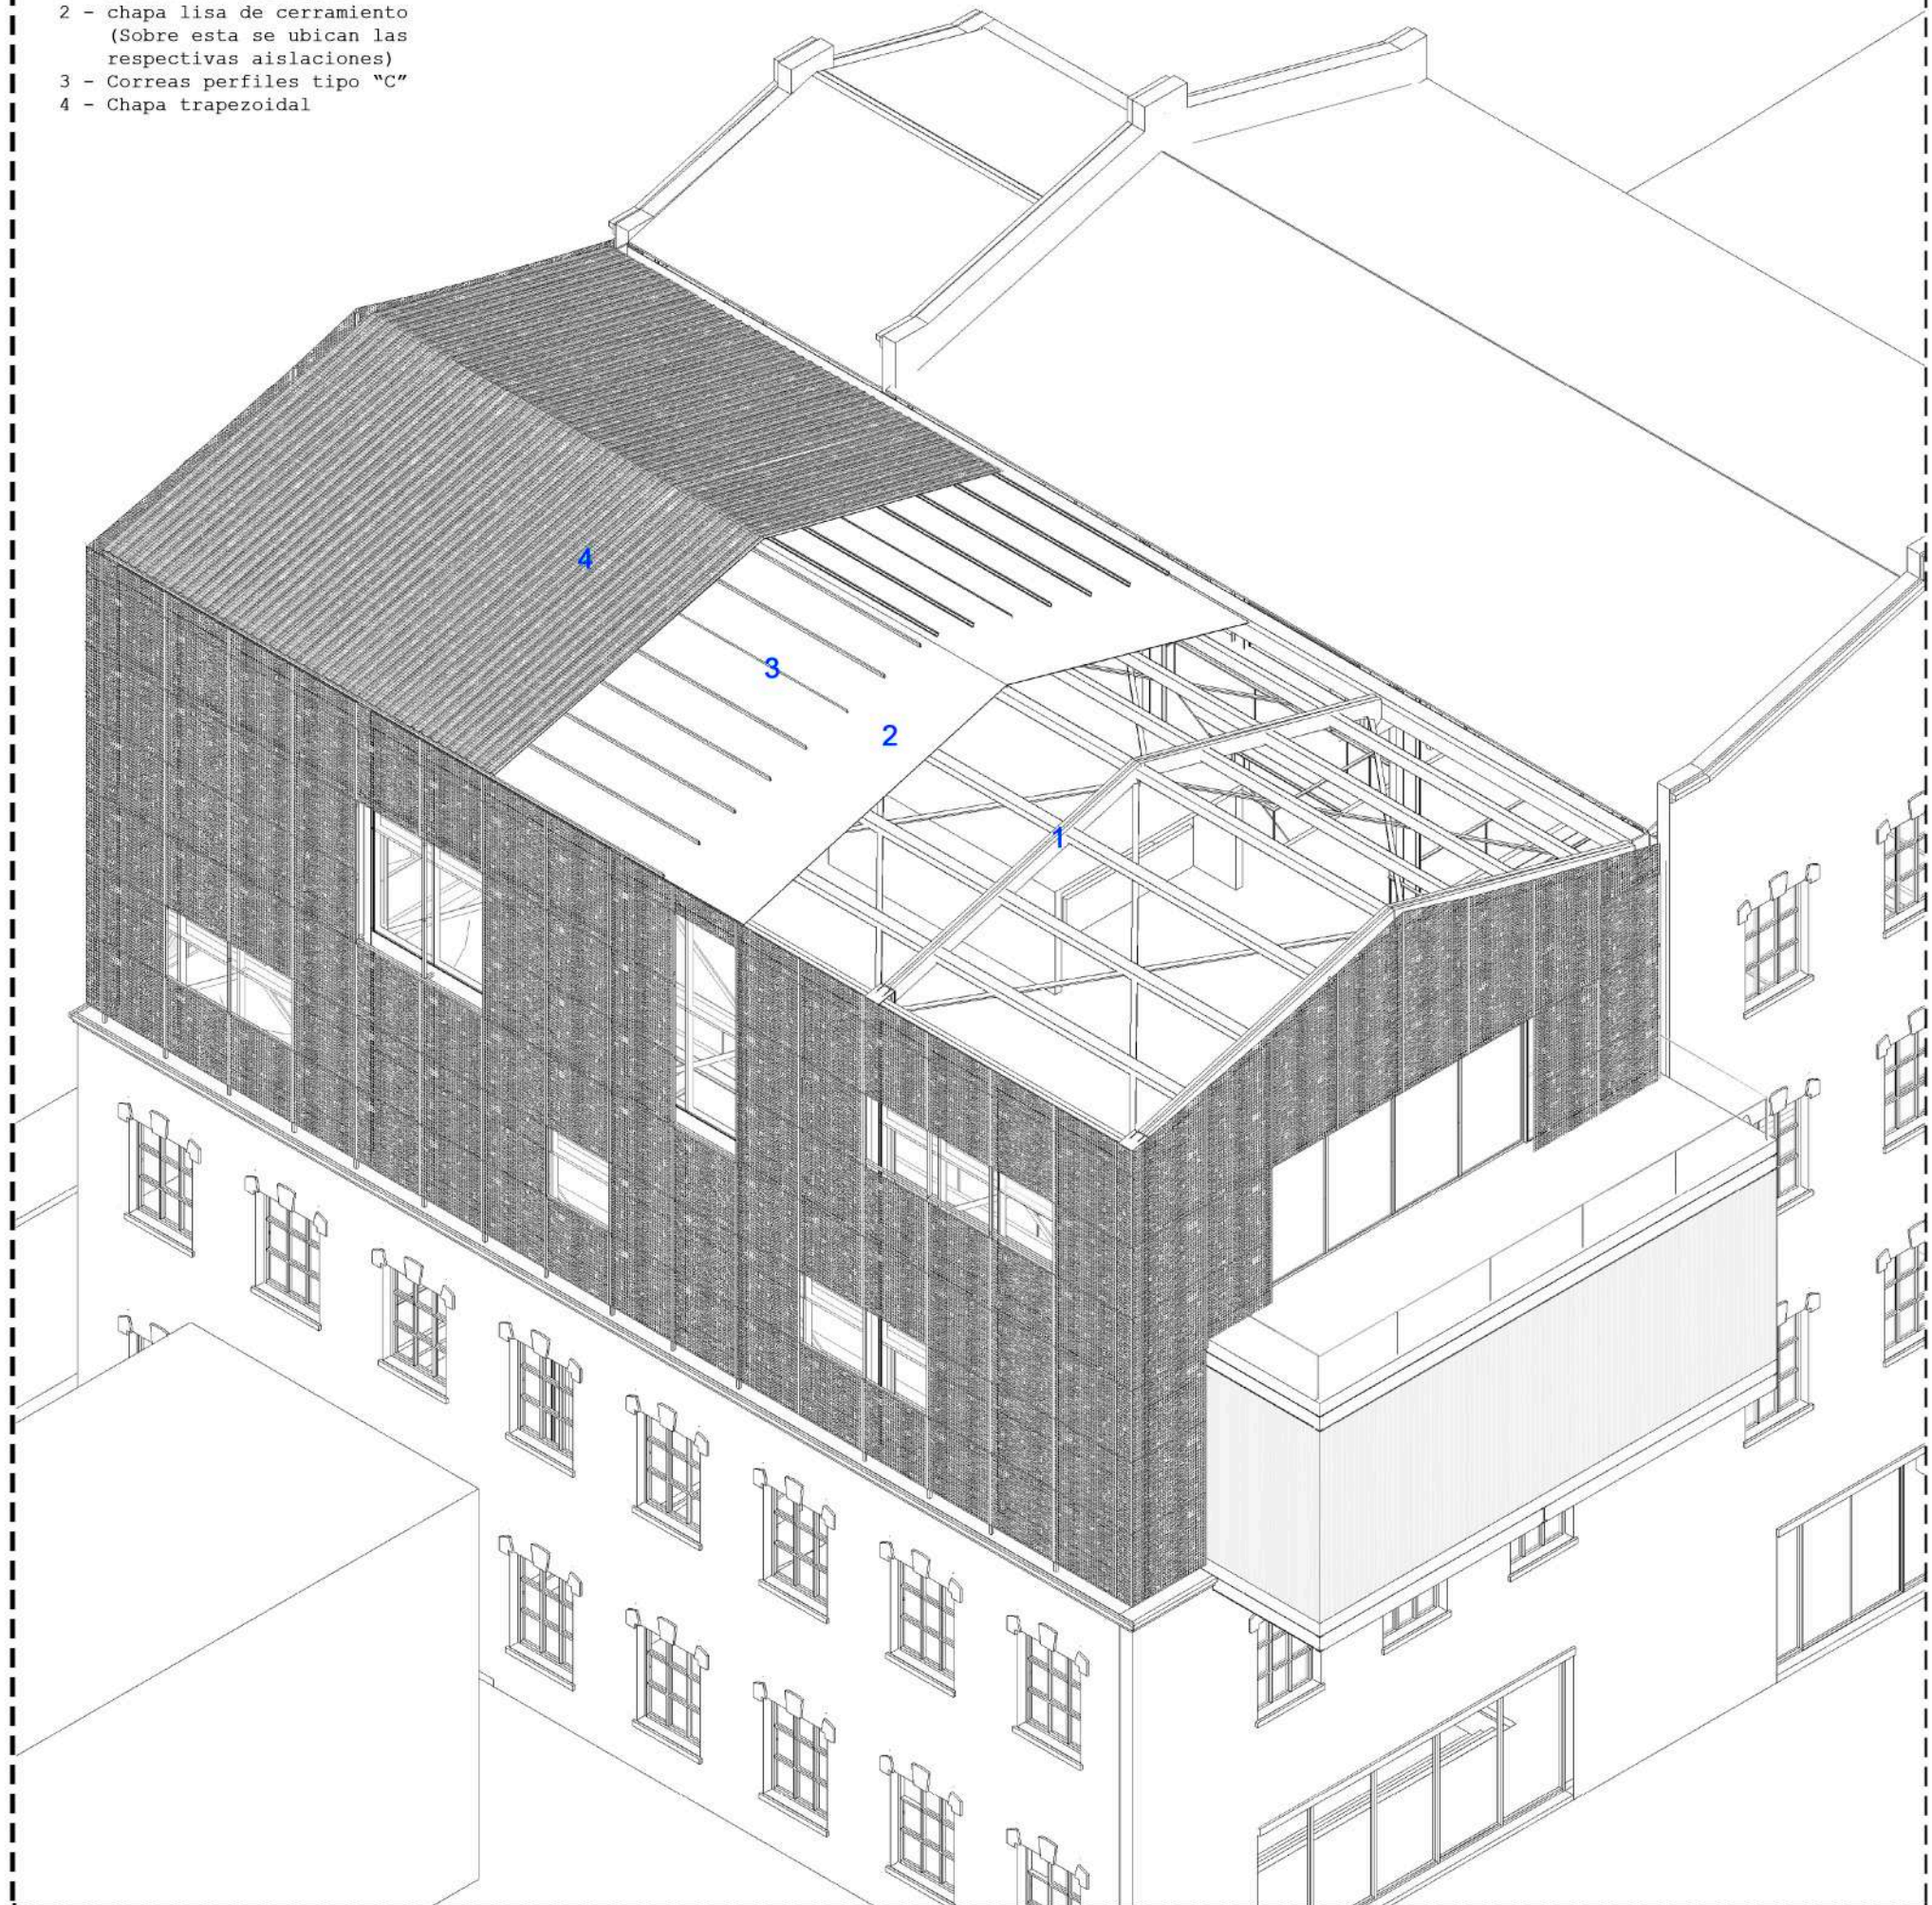 2 - chapa lisa de cerramiento
(Sobre esta se ubican las
respectivas aislaciones)
3 - Correas perfiles tipo “C”
4 - Chapa trapezoidal
4
3
2
1